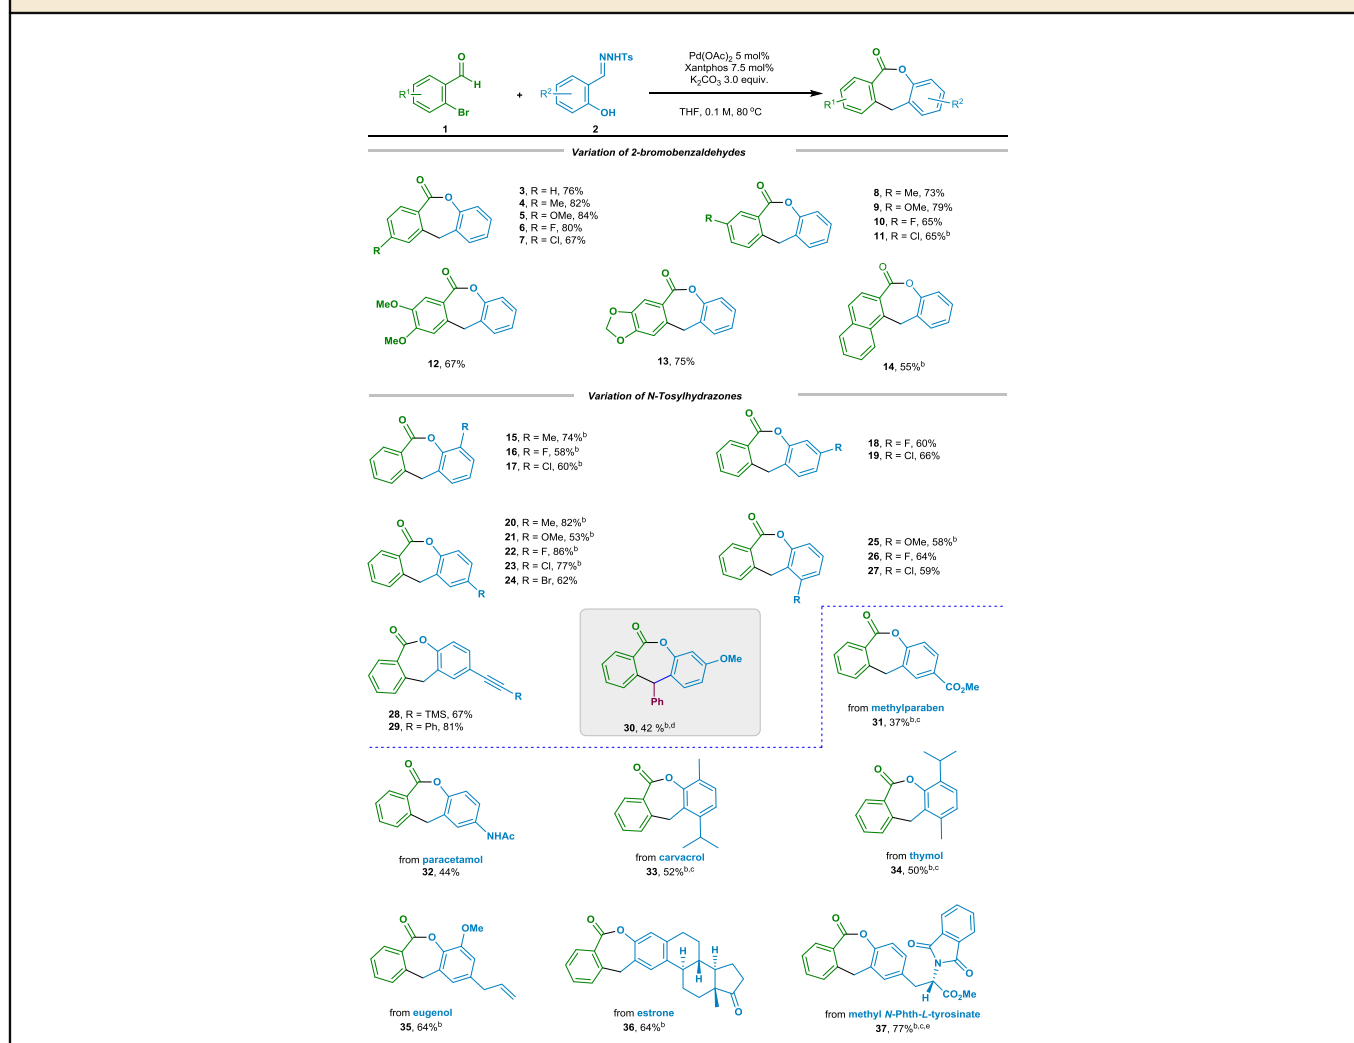 O
H
Br
R¹
1
+
NNHTs
R²
OH
2
Pd(OAc)₂ 5 mol%
Xantphos 7.5 mol%
K₂CO₃ 3.0 equiv.
THF, 0.1 M, 80 ºC
O
O
R¹
R²
Variation of 2-bromobenzaldehydes
O
O
R
3, R = H, 76%
4, R = Me, 82%
5, R = OMe, 84%
6, R = F, 80%
7, R = Cl, 67%
O
O
R
8, R = Me, 73%
9, R = OMe, 79%
10, R = F, 65%
11, R = Cl, 65%ᵇ
O
O
MeO
MeO
12, 67%
O
O
O
O
13, 75%
O
O
14, 55%ᵇ
Variation of N-Tosylhydrazones
O
O
R
15, R = Me, 74%ᵇ
16, R = F, 58%ᵇ
17, R = Cl, 60%ᵇ
O
O
R
18, R = F, 60%
19, R = Cl, 66%
O
O
R
20, R = Me, 82%ᵇ
21, R = OMe, 53%ᵇ
22, R = F, 86%ᵇ
23, R = Cl, 77%ᵇ
24, R = Br, 62%
O
O
R
25, R = OMe, 58%ᵇ
26, R = F, 64%
27, R = Cl, 59%
O
O
R
28, R = TMS, 67%
29, R = Ph, 81%
O
O
OMe
Ph
30, 42 %ᵇ,ᵈ
O
O
CO₂Me
from methylparaben
31, 37%ᵇ,ᶜ
O
O
NHAc
from paracetamol
32, 44%
O
O
from carvacrol
33, 52%ᵇ,ᶜ
O
O
from thymol
34, 50%ᵇ,ᶜ
O
O
OMe
from eugenol
35, 64%ᵇ
O
O
H
H
H
O
from estrone
36, 64%ᵇ
O
O
O
N
O
H
CO₂Me
from methyl N-Phth-L-tyrosinate
37, 77%ᵇ,ᶜ,ᵉ